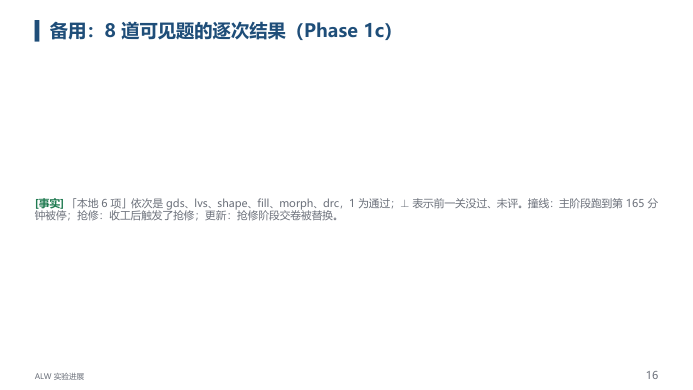 备用：8 道可见题的逐次结果（Phase 1c）
[事实]「本地 6 项」依次是 gds、lvs、shape、fill、morph、drc，1 为通过；⊥ 表示前一关没过、未评。撞线：主阶段跑到第 165 分
钟被停；抢修：收工后触发了抢修；更新：抢修阶段交卷被替换。
ALW 实验进展
16